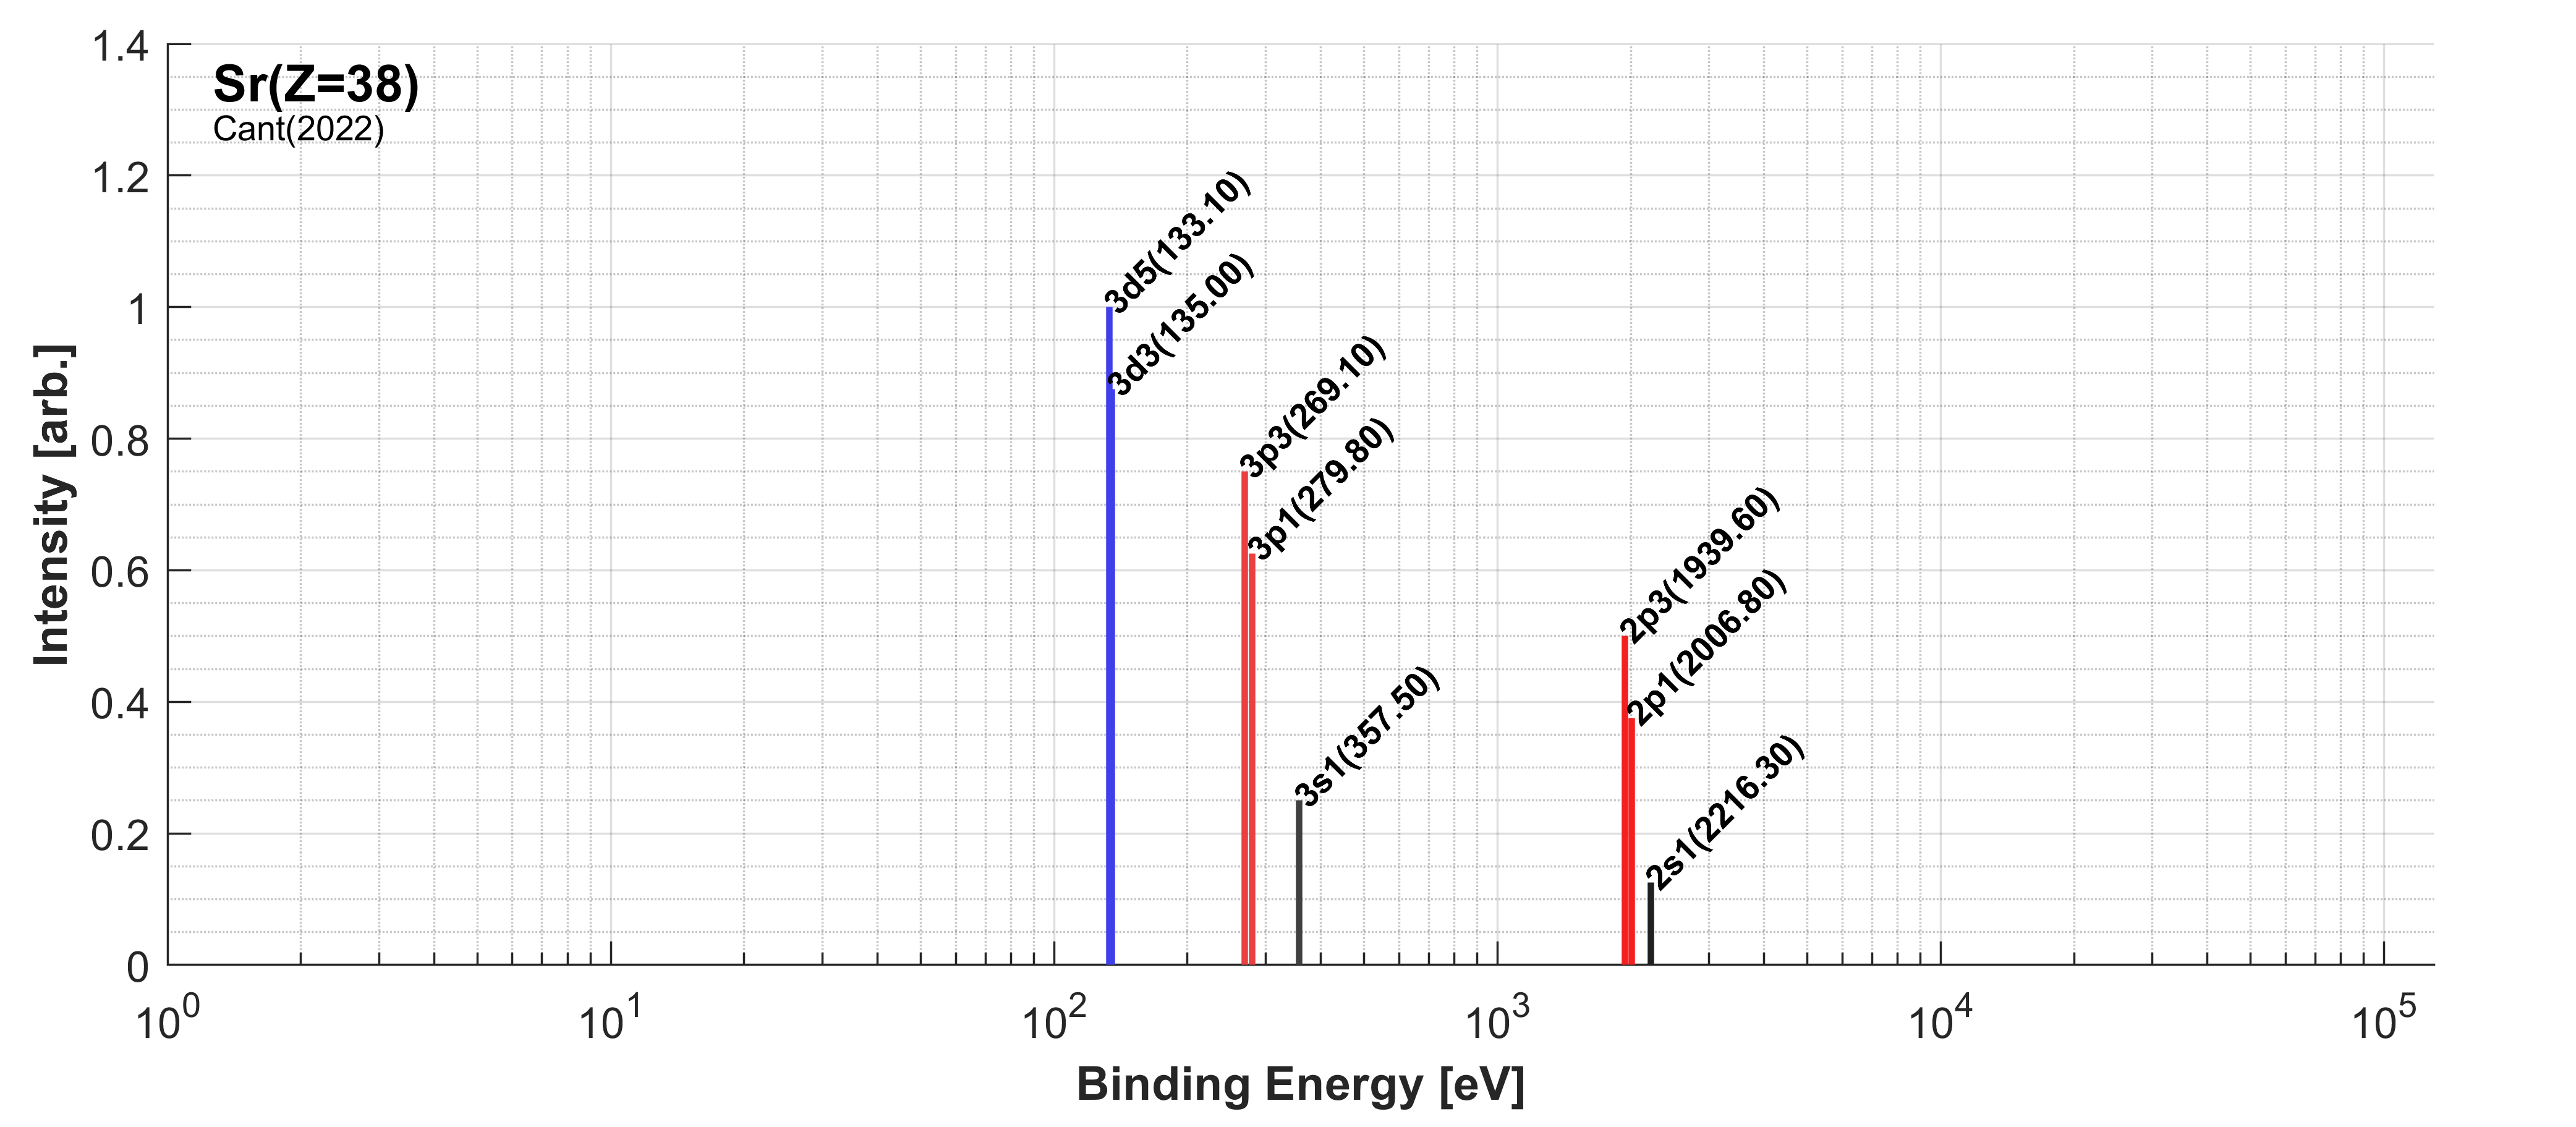 Sr(Z=38)
Cant(2022)
Intensity [arb.]
1.4
1.2
1
0.8
0.6
0.4
0.2
0
3d5(133.10)
3d3(135.00)
3p3(269.10)
3p1(279.80)
3s1(357.50)
2p3(1939.60)
2p1(2006.80)
2s1(2216.30)
10^0 10^1 10^2 10^3 10^4 10^5
Binding Energy [eV]